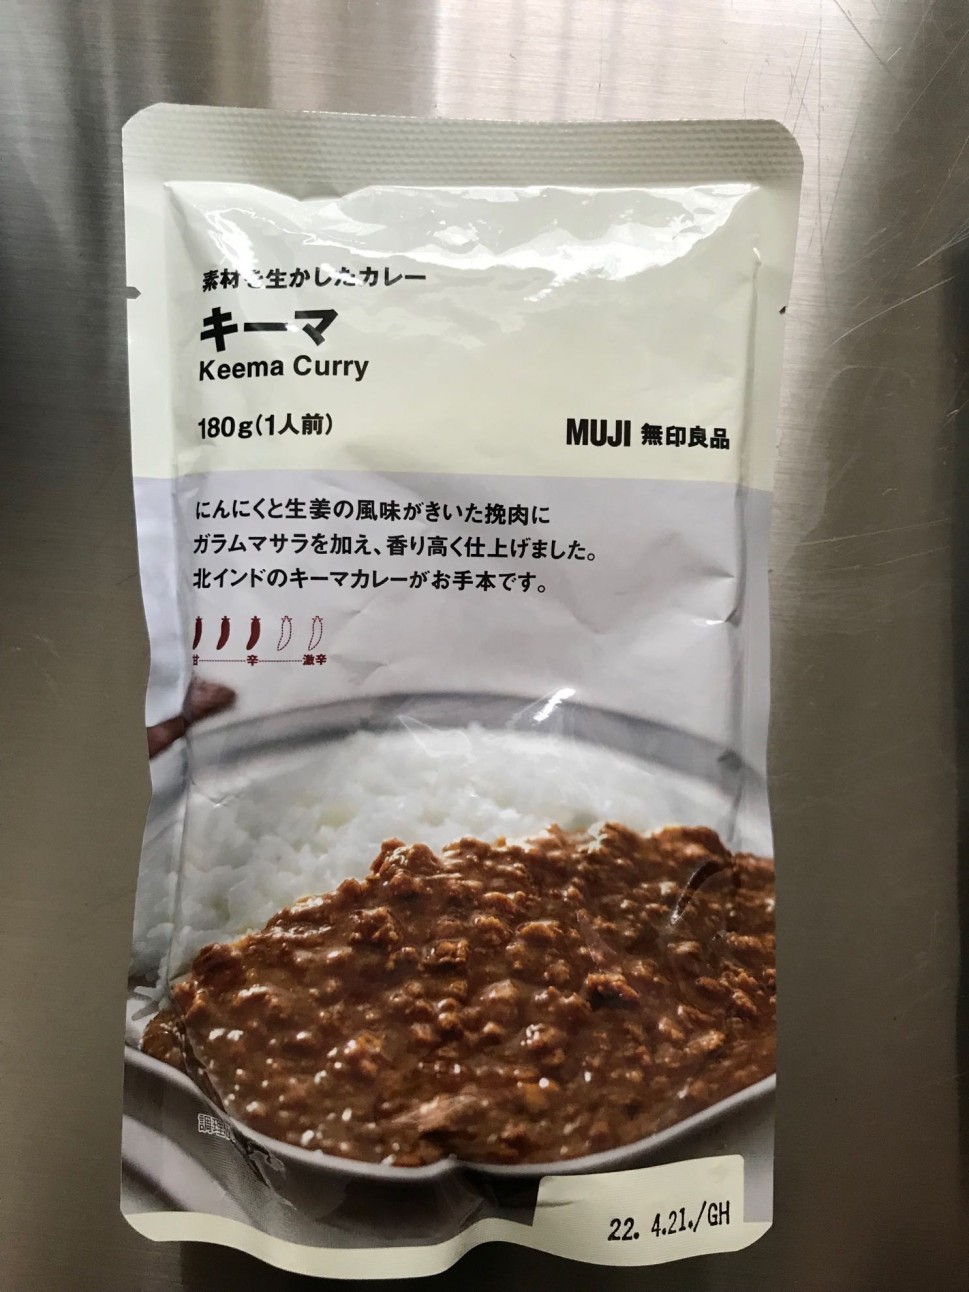 素材を生かしたカレー
キーマ
Keema Curry
180g(1人前)
MUJI 無印良品
にんにくと生姜の風味がきいた挽肉に
ガラムマサラを加え、香り高く仕上げました。
北インドのキーマカレーがお手本です。
辛 激辛
調理
22. 4.21./GH